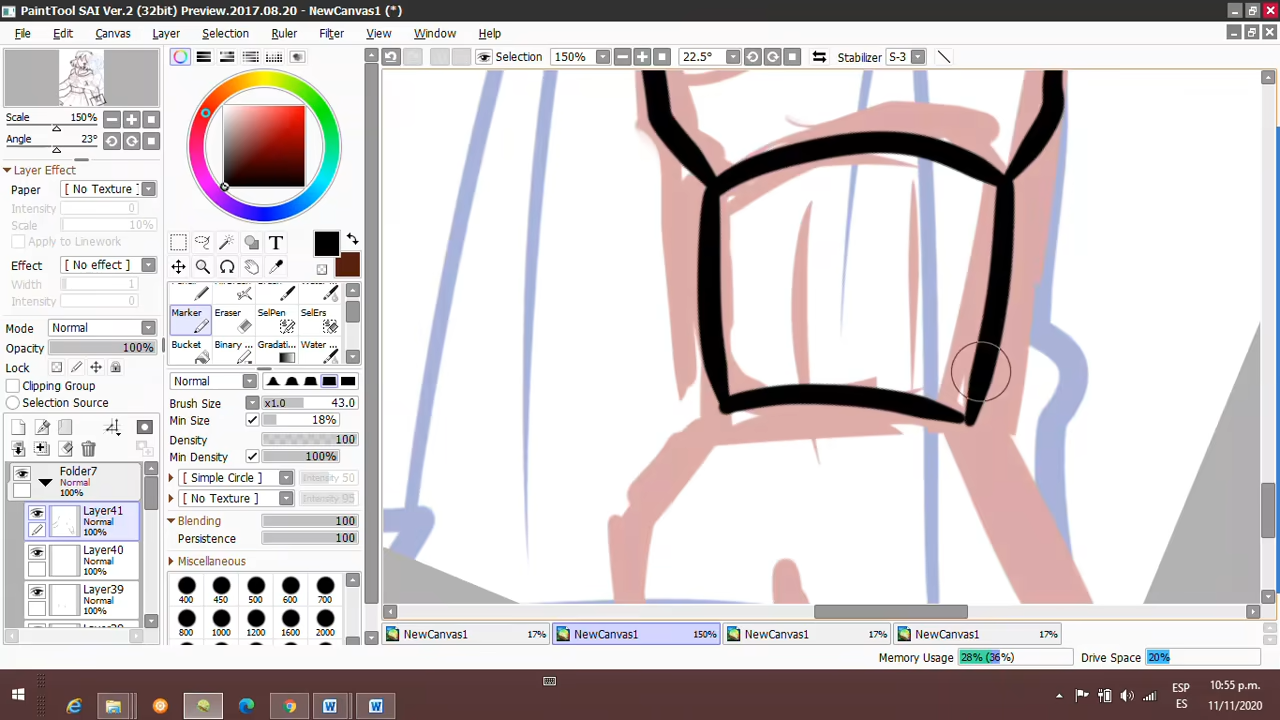 PaintTool SAI Ver.2 (32bit) Preview.2017.08.20 - NewCanvas1 (*)
File Edit Canvas Layer Selection Ruler Filter View Window Help
Selection 150% 22.5° Stabilizer S-3
Scale 150%
Angle 23°
Layer Effect
Paper [ No Texture ]
Intensity 0
Scale 10%
Apply to Linework
Effect [ No effect ]
Width 1
Intensity 0
Mode Normal
Opacity 100%
Lock
Clipping Group
Selection Source
Folder7
Normal
100%
Layer41
Normal
100%
Layer40
Normal
100%
Layer39
Normal
100%
T
Marker Eraser SelPen SelErs
Bucket Binary ... Gradati... Water ...
Normal
Brush Size x1.0 43.0
Min Size 18%
Density 100
Min Density 100%
[ Simple Circle ] Intensity 50
[ No Texture ] Intensity 95
Blending 100
Persistence 100
Miscellaneous
400 450 500 600 700
800 1000 1200 1600 2000
NewCanvas1 17% NewCanvas1 150% NewCanvas1 17% NewCanvas1 17%
Memory Usage 28% (36%) Drive Space 20%
ESP
ES
10:55 p.m.
11/11/2020